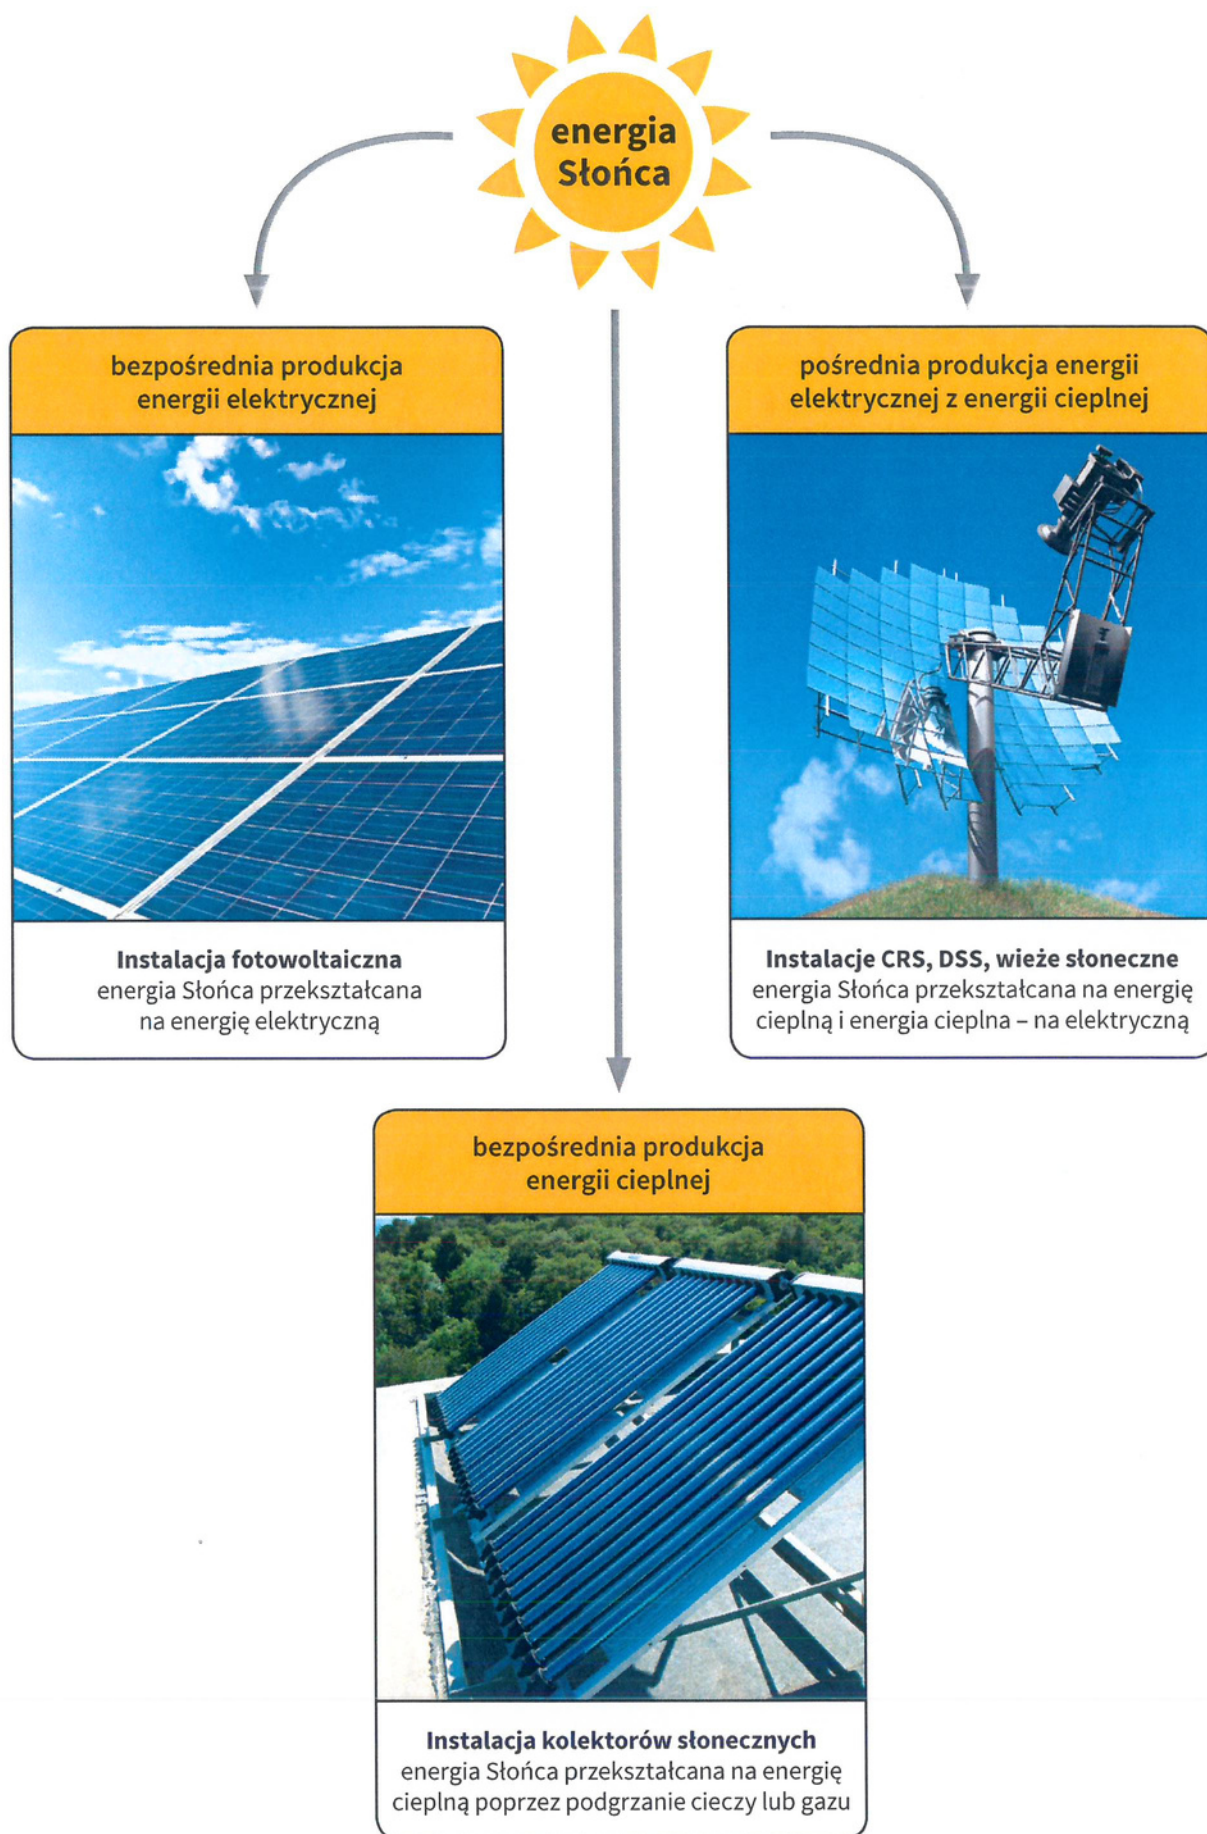 energia
Słońca
bezpośrednia produkcja
energii elektrycznej
Instalacja fotowoltaiczna
energia Słońca przekształcana
na energię elektryczną
pośrednia produkcja energii
elektrycznej z energii cieplnej
Instalacje CRS, DSS, wieże słoneczne
energia Słońca przekształcana na energię
cieplną i energia cieplna – na elektryczną
bezpośrednia produkcja
energii cieplnej
Instalacja kolektorów słonecznych
energia Słońca przekształcana na energię
cieplną poprzez podgrzanie cieczy lub gazu